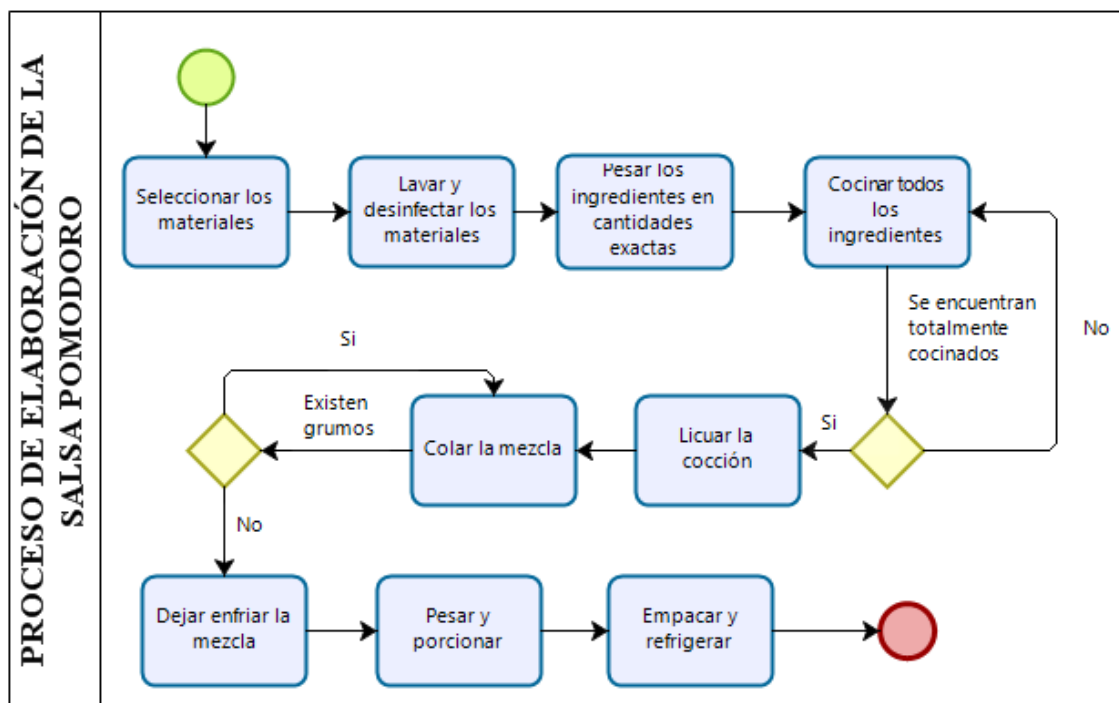 PROCESO DE ELABORACIÓN DE LA
SALSA POMODORO
Seleccionar los
materiales
Lavar y
desinfectar los
materiales
Pesar los
ingredientes en
cantidades
exactas
Cocinar todos
los
ingredientes
Se encuentran
totalmente
cocinados
No
Si
Licuar la
cocción
Colar la mezcla
Existen
grumos
Si
No
Dejar enfriar la
mezcla
Pesar y
porcionar
Empacar y
refrigerar